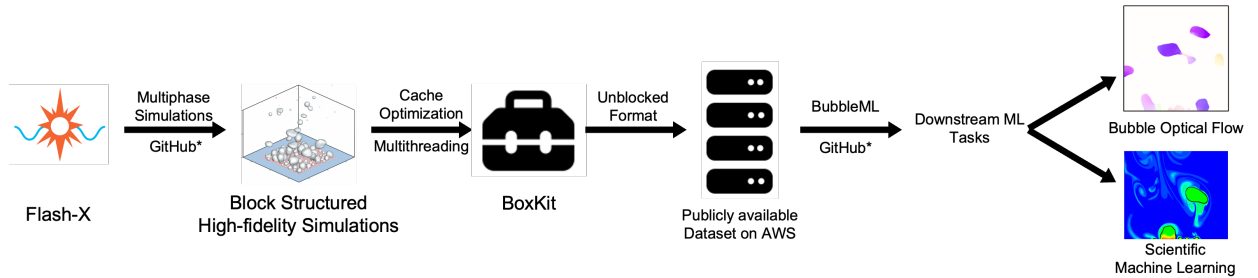 Flash-X
Multiphase
Simulations
GitHub*
Block Structured
High-fidelity Simulations
Cache
Optimization
Multithreading
BoxKit
Unblocked
Format
Publicly available
Dataset on AWS
BubbleML
GitHub*
Downstream ML
Tasks
Bubble Optical Flow
Scientific
Machine Learning